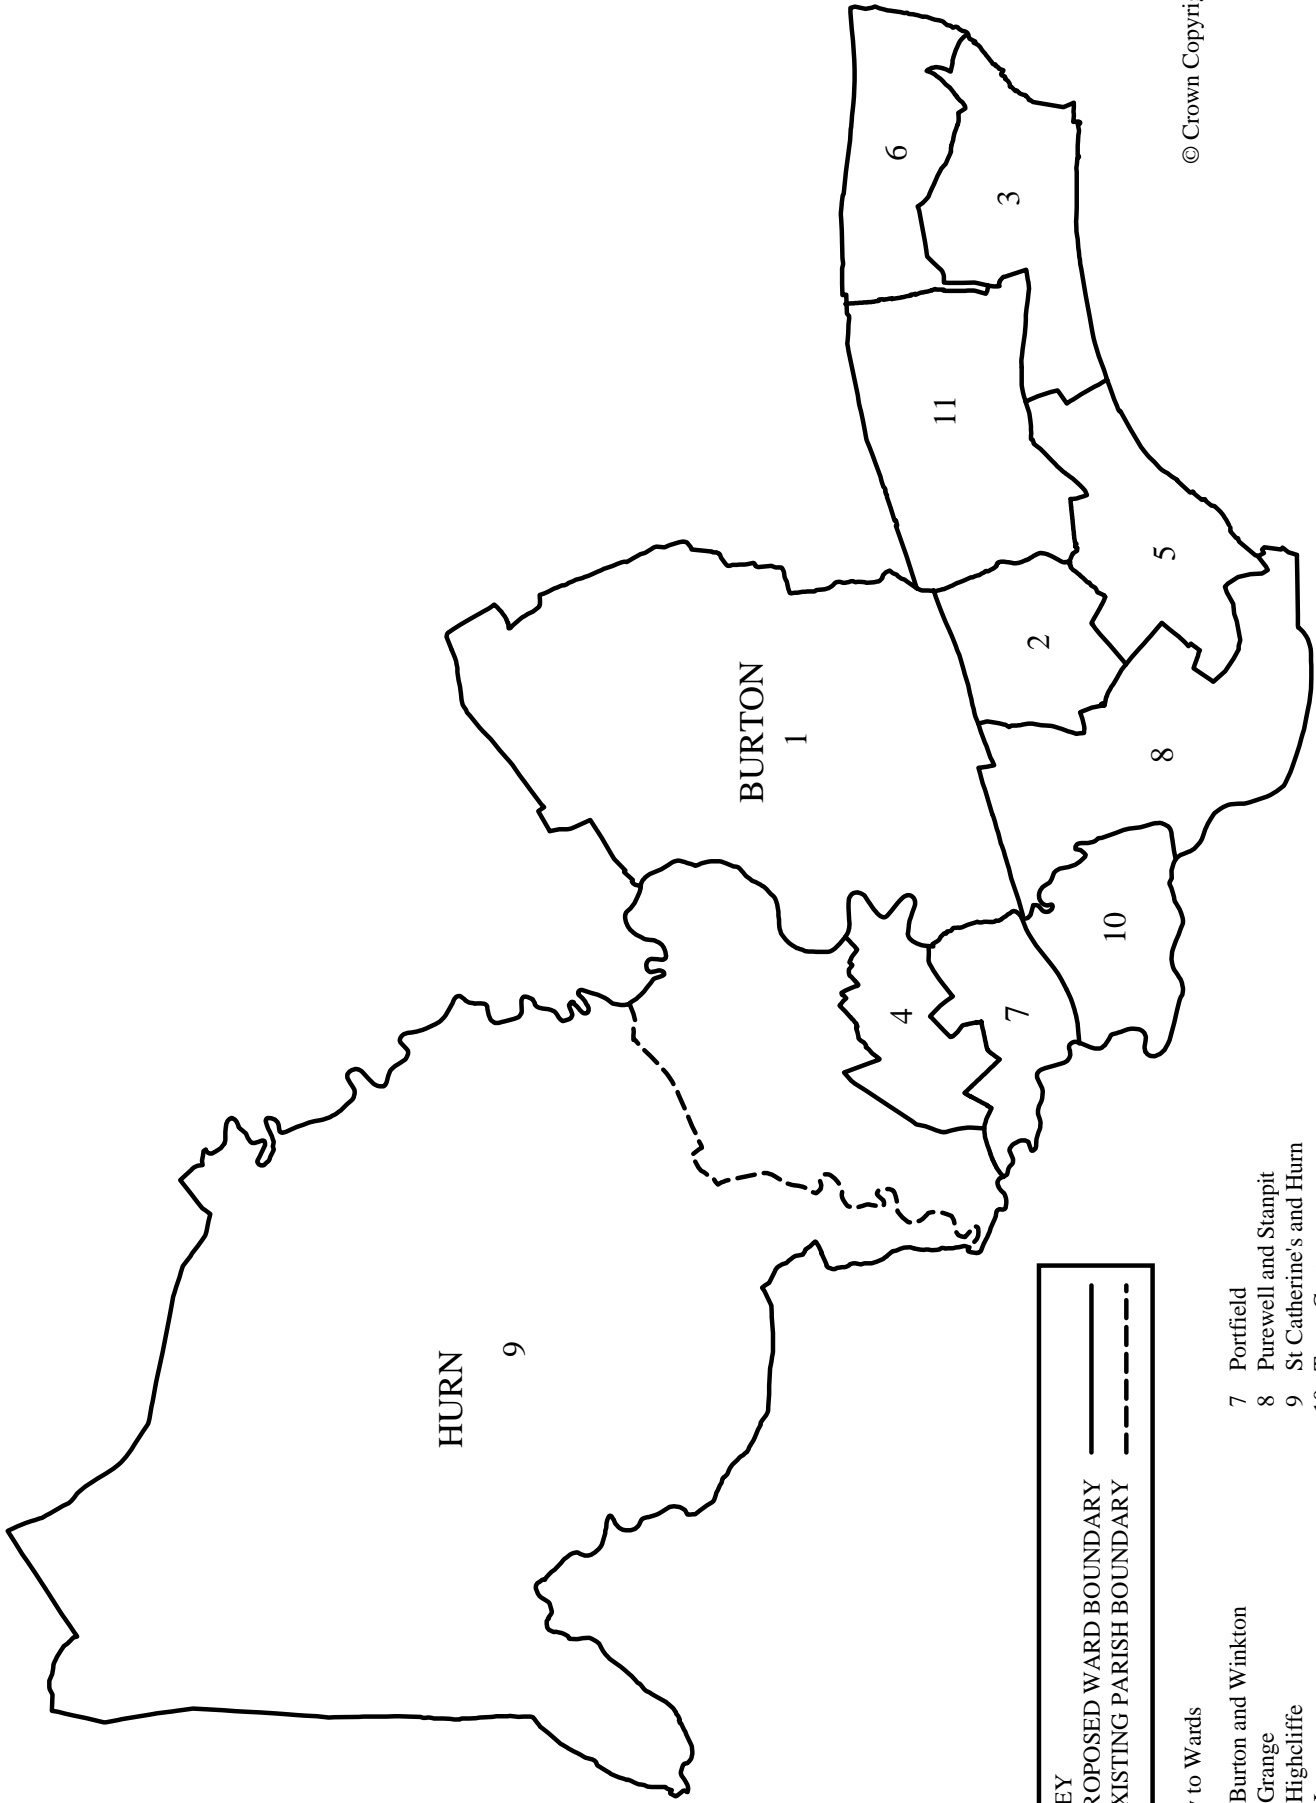 HURN
9
BURTON
1
4
7
10
2
8
11
5
6
3
EY
ROPOSED WARD BOUNDARY
XISTING PARISH BOUNDARY
to Wards
Burton and Winkton
Grange
Highcliffe
7 Portfield
8 Purewell and Stanpit
9 St Catherine's and Hurn
© Crown Copyri